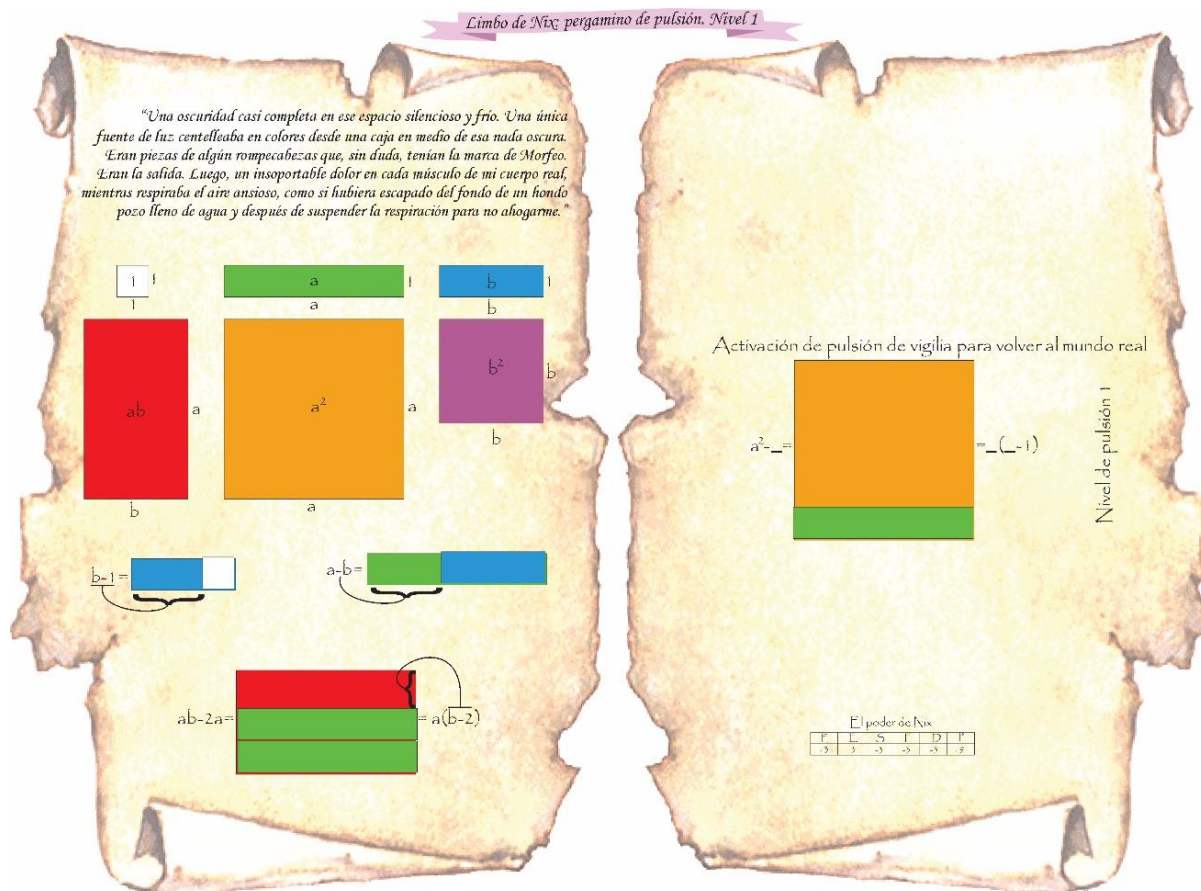 Limbo de Nix: pergamino de pulsión. Nivel 1
“Una oscuridad casi completa en ese espacio silencioso y frío. Una única
fuente de luz centelleaba en colores desde una caja en medio de esa nada oscura.
Eran piezas de algún rompecabezas que, sin duda, tenían la marca de Morfeo.
Eran la salida. Luego, un insoportable dolor en cada músculo de mi cuerpo real,
mientras respiraba el aire ansioso, como si hubiera escapado del fondo de un hondo
pozo lleno de agua y después de suspender la respiración para no ahogarme.”
1 1
1
a 1
a
b 1
b
ab a
b
a² a
a
b² b
b
b-1=
a-b=
ab-2a= = a(b-2)
Activación de pulsión de vigilia para volver al mundo real
a²-_= =_(_-1)
Nivel de pulsión 1
El poder de Nix